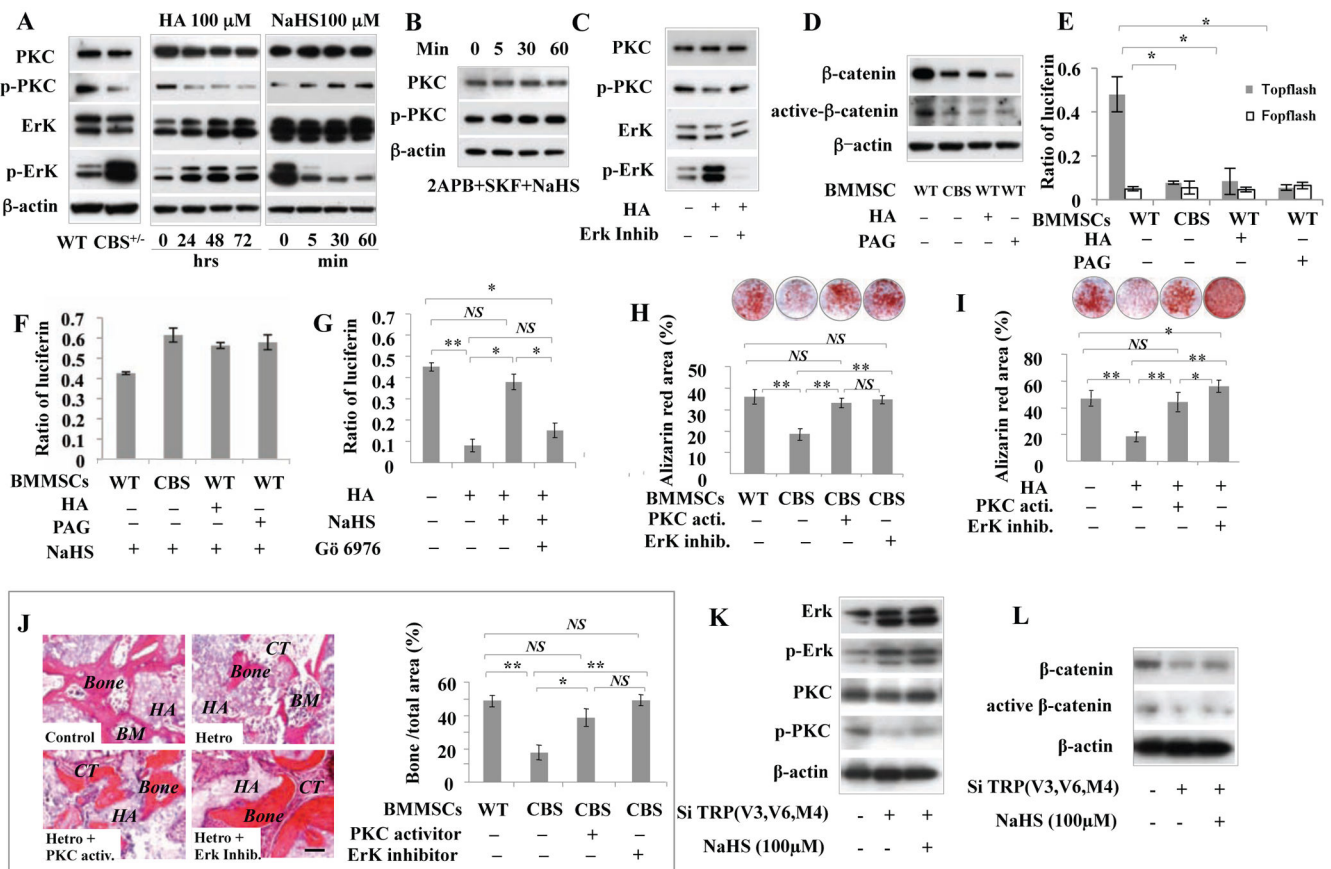 A
HA 100 μM
NaHS100 μM
PKC
p-PKC
ErK
p-ErK
β-actin
WT CBS+/-
0 24 48 72
hrs
0 5 30 60
min
B
Min 0 5 30 60
PKC
p-PKC
β-actin
2APB+SKF+NaHS
C
PKC
p-PKC
ErK
p-ErK
HA – + +
Erk Inhib – – +
D
β-catenin
active-β-catenin
β–actin
BMMSC WT CBS WT WT
HA – – + –
PAG – – – +
E
Ratio of luciferin
0.6
0.4
0.2
0
*
*
*
Topflash
Fopflash
BMMSCs WT CBS WT WT
HA – – + –
PAG – – – +
F
Ratio of luciferin
0.7
0.6
0.5
0.4
0.3
0.2
0.1
0
BMMSCs WT CBS WT WT
HA – – + –
PAG – – – +
NaHS + + + +
G
Ratio of luciferin
0.7
0.6
0.5
0.4
0.3
0.2
0.1
0
*
NS
NS
** * *
HA – + + +
NaHS – – + +
Gö 6976 – – – +
H
Alizarin red area (%)
50
40
30
20
10
0
NS
NS
**
** ** NS
BMMSCs WT CBS CBS CBS
PKC acti. – – + –
ErK inhib. – – – +
I
Alizarin red area (%)
80
60
40
20
0
*
NS
**
** ** *
HA – + + +
PKC acti. – – + –
ErK inhib. – – – +
J
Bone
HA
BM
Control
CT
Bone
HA
BM
Hetro
CT
Bone
HA
Hetro +
PKC activ.
HA
CT
Bone
Hetro +
Erk Inhib.
Bone /total area (%)
80
60
40
20
0
NS
NS
** **
* NS
BMMSCs WT CBS CBS CBS
PKC activitor – – + –
ErK inhibitor – – – +
K
Erk
p-Erk
PKC
p-PKC
β-actin
Si TRP(V3,V6,M4) - + +
NaHS (100μM) - - +
L
β-catenin
active β-catenin
β-actin
Si TRP(V3,V6,M4) - + +
NaHS (100μM) - - +